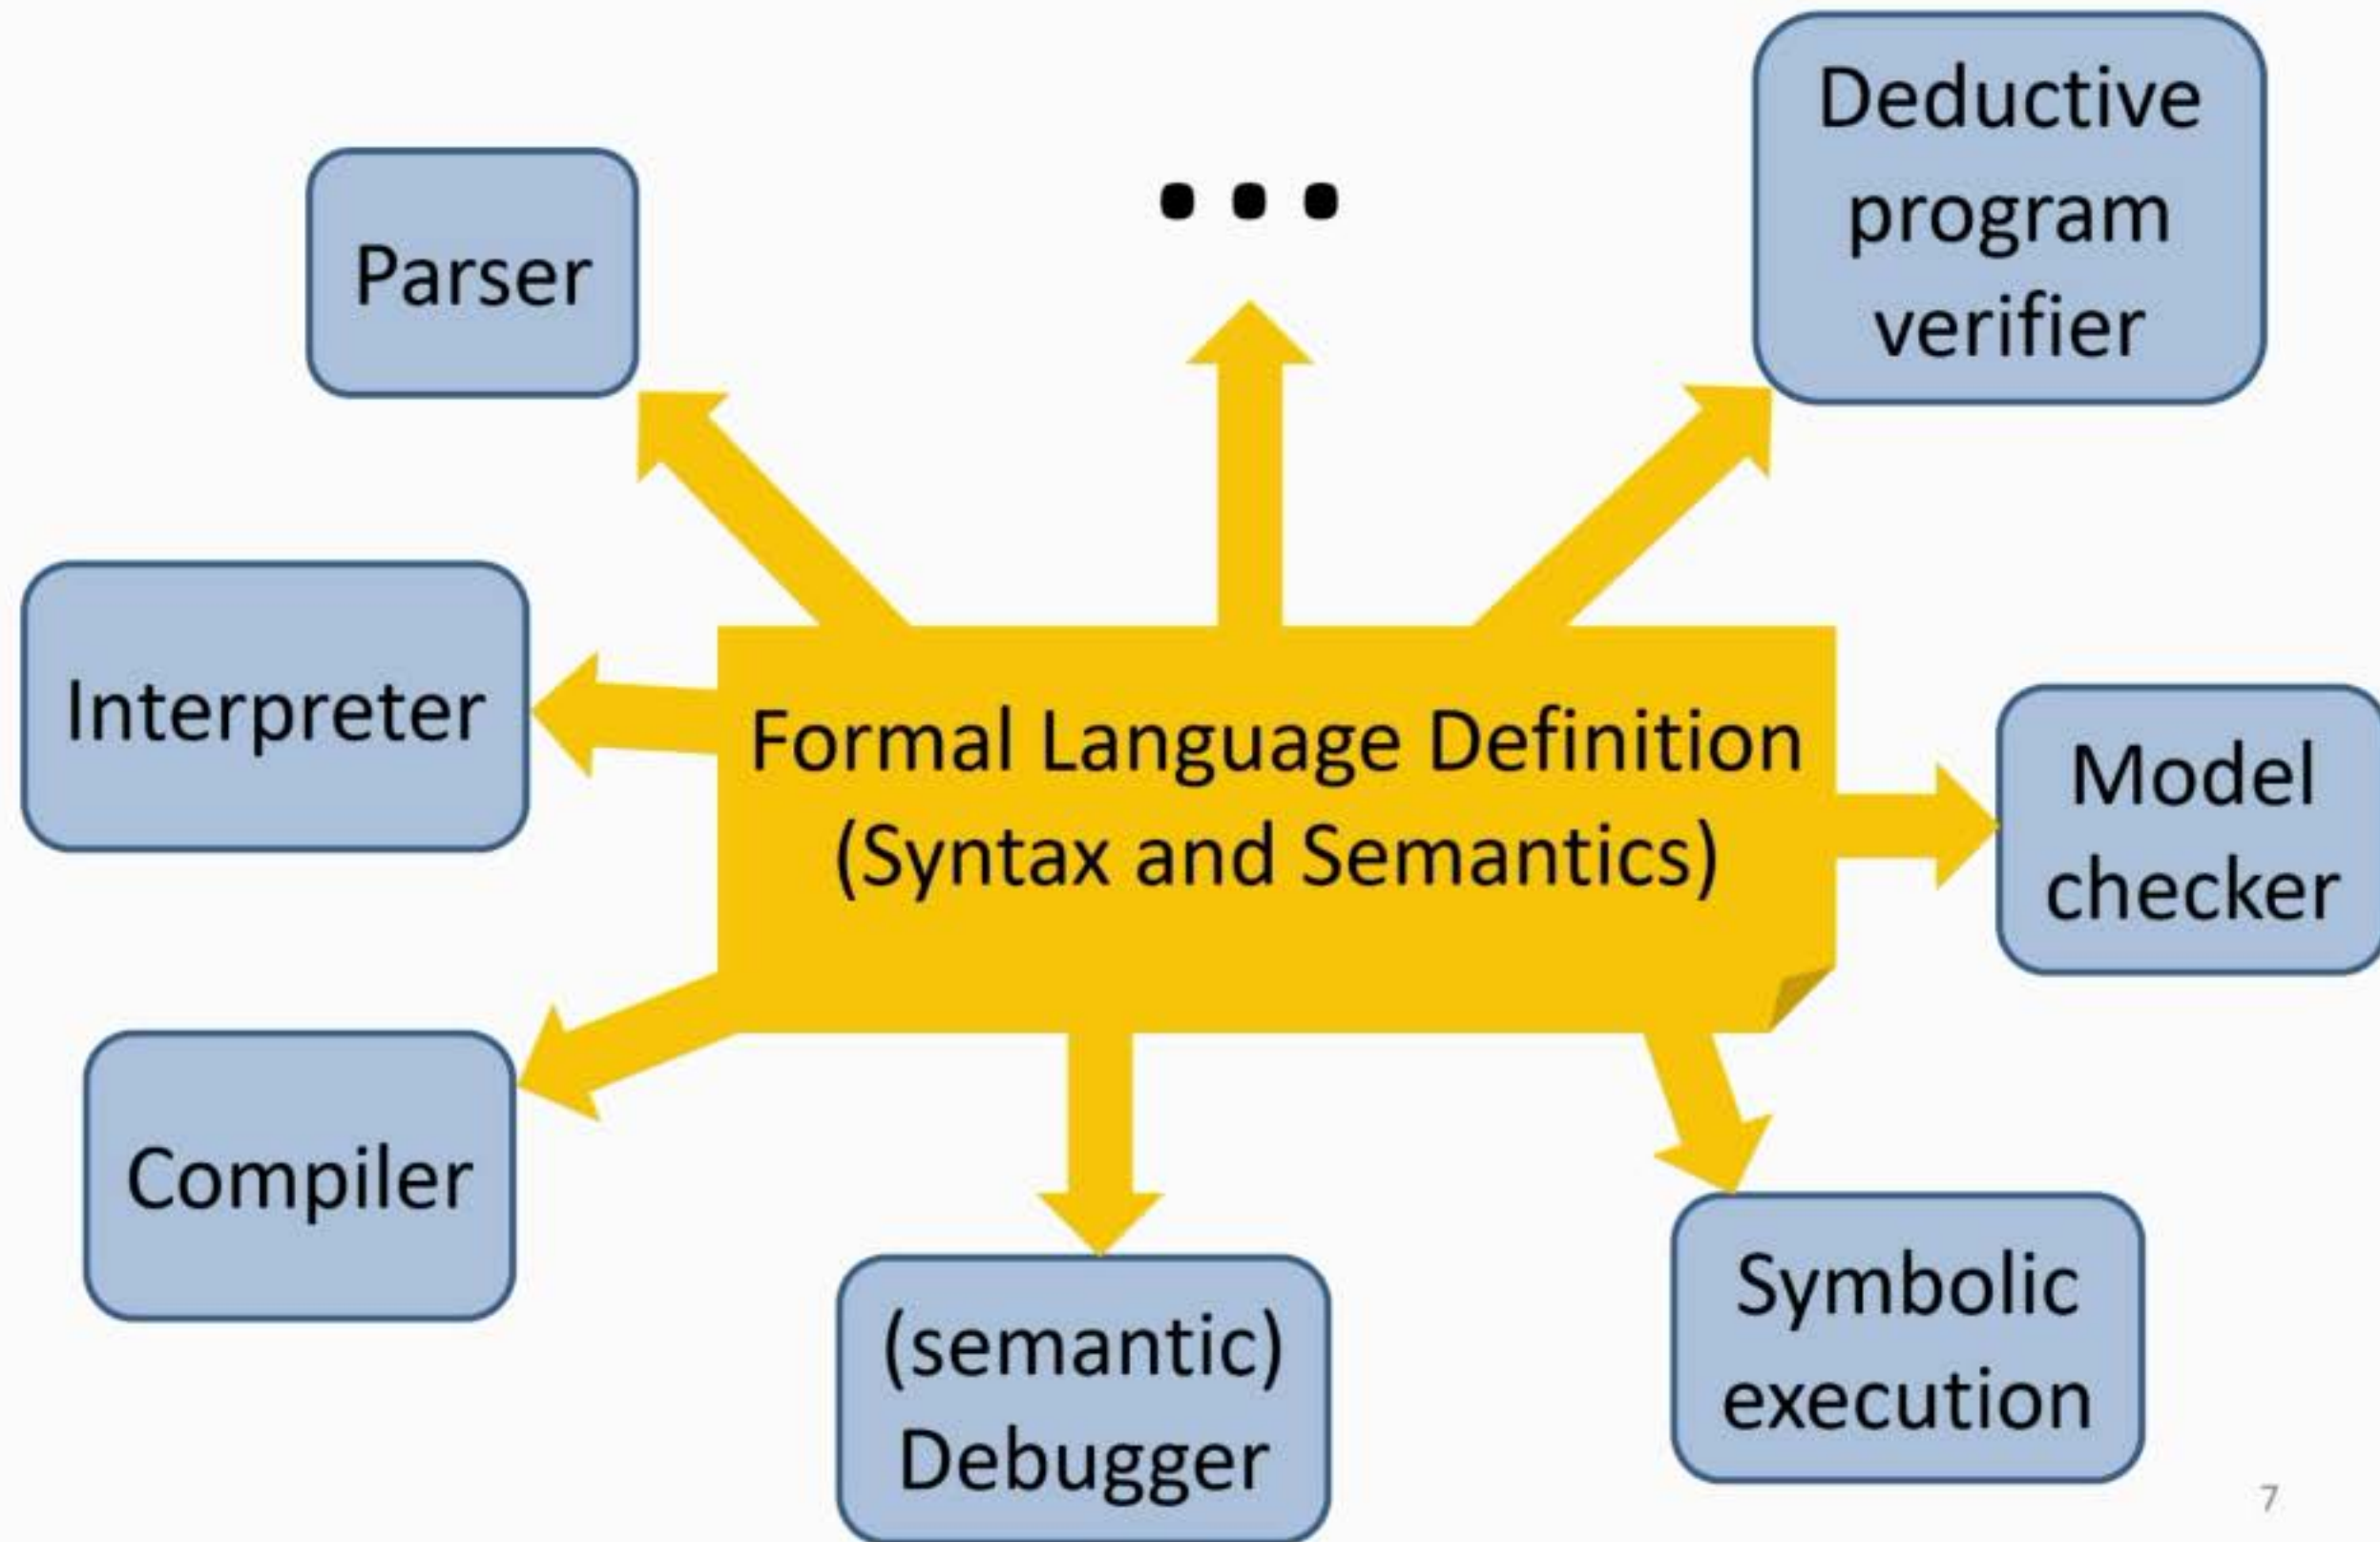 Deductive
program
verifier
Parser
...
Interpreter
Formal Language Definition
(Syntax and Semantics)
Model
checker
Compiler
(semantic)
Debugger
Symbolic
execution
7